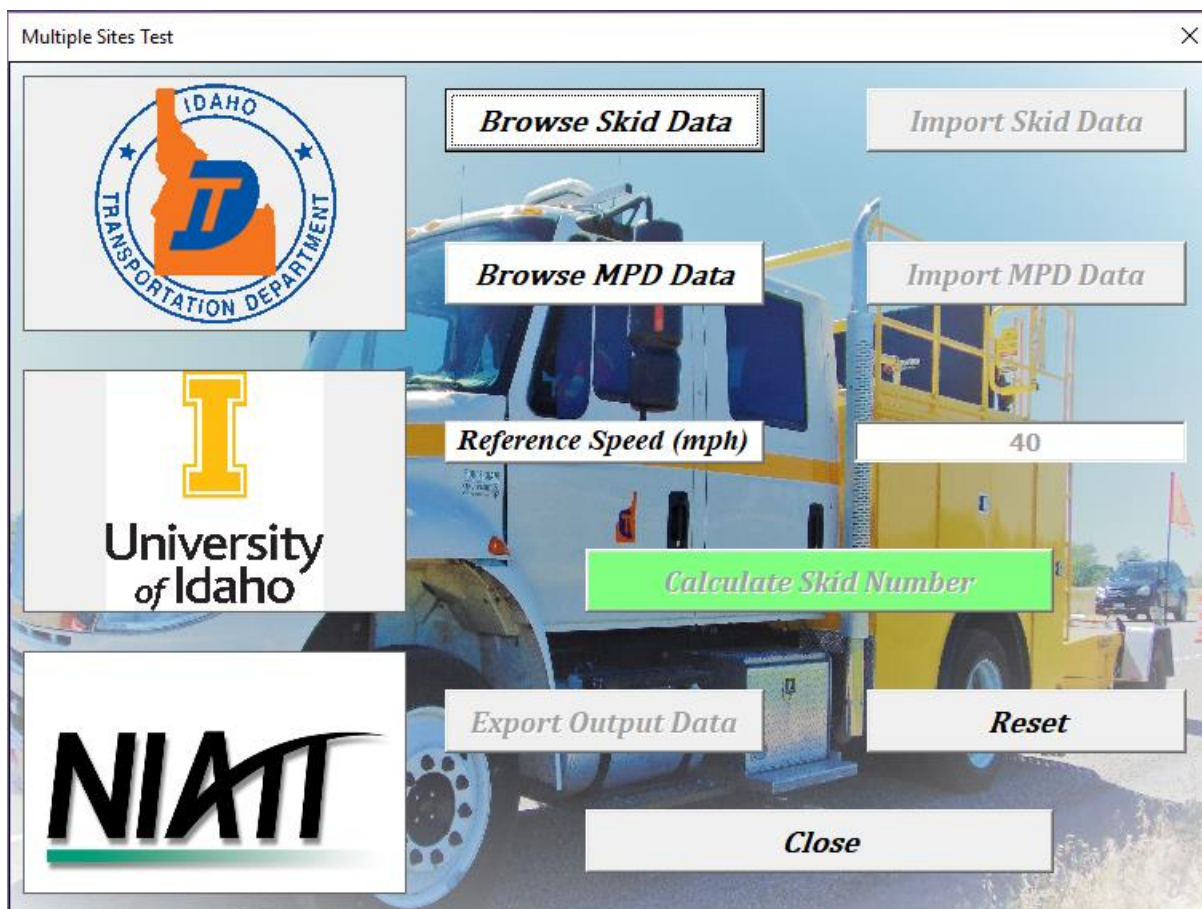 Multiple Sites Test
IDAHO
TRANSPORTATION DEPARTMENT
DIT
Browse Skid Data
Import Skid Data
Browse MPD Data
Import MPD Data
University
of Idaho
Reference Speed (mph)
40
Calculate Skid Number
NIATT
Export Output Data
Reset
Close